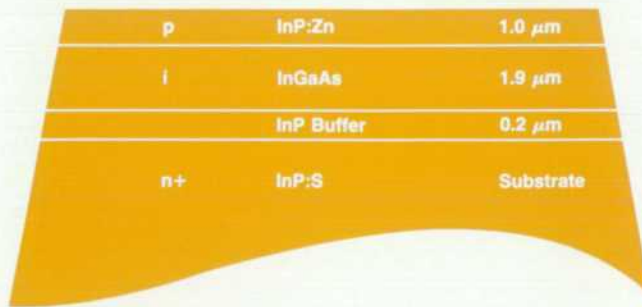 p InP:Zn 1.0 μm
i InGaAs 1.9 μm
InP Buffer 0.2 μm
n+ InP:S Substrate